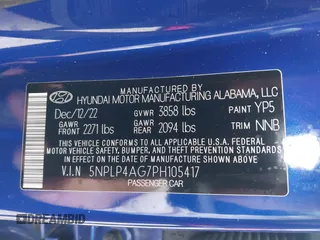 HYUNDAI MOTOR MANUFACTURING ALABAMA, LLC
MANUFACTURED BY
Dec/12/22 GVWR 3858 lbs PAINT YP5
GAWR FRONT 2271 lbs GAWR REAR 2094 lbs TRIM NNB
THIS VEHICLE CONFORMS TO ALL APPLICABLE U.S.A. FEDERAL
MOTOR VEHICLE SAFETY, BUMPER, AND THEFT PREVENTION
STANDARDS IN EFFECT ON THE DATE OF MANUFACTURE SHOWN ABOVE.
V.I.N 5NPLP4AG7PH105417
PASSENGER CAR
DREAMBID